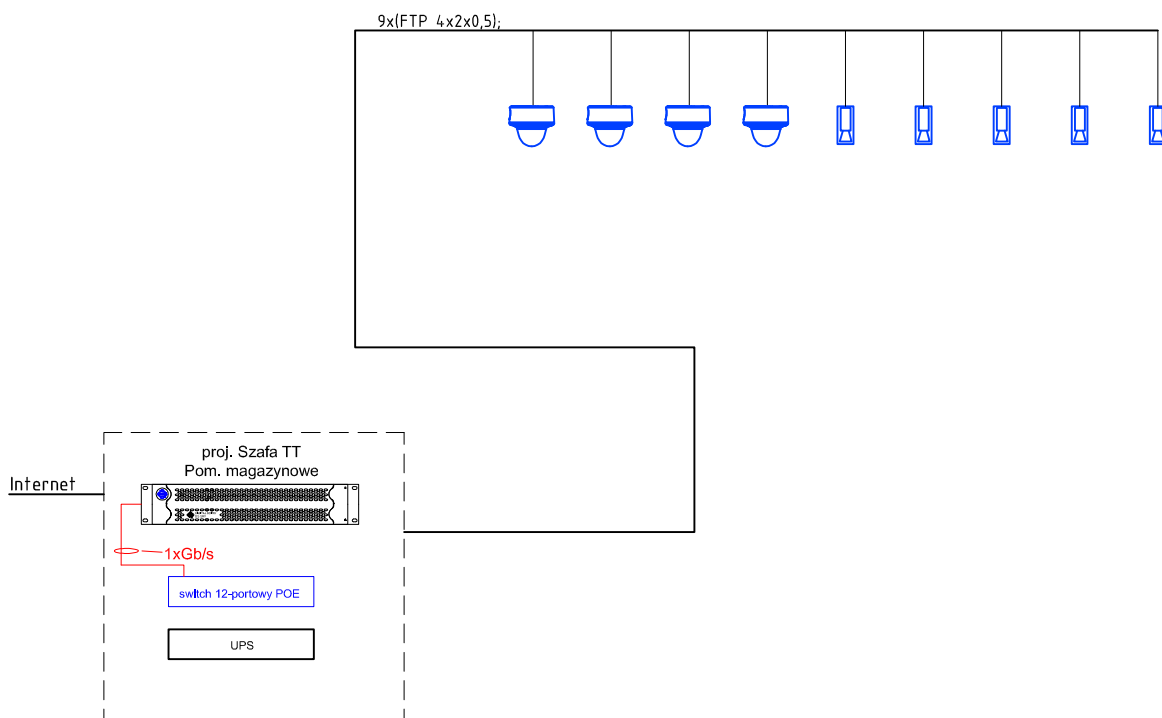 9x(FTP 4x2x0,5);
proj. Szafa TT
Pom. magazynowe
Internet
1xGb/s
switch 12-portowy POE
UPS